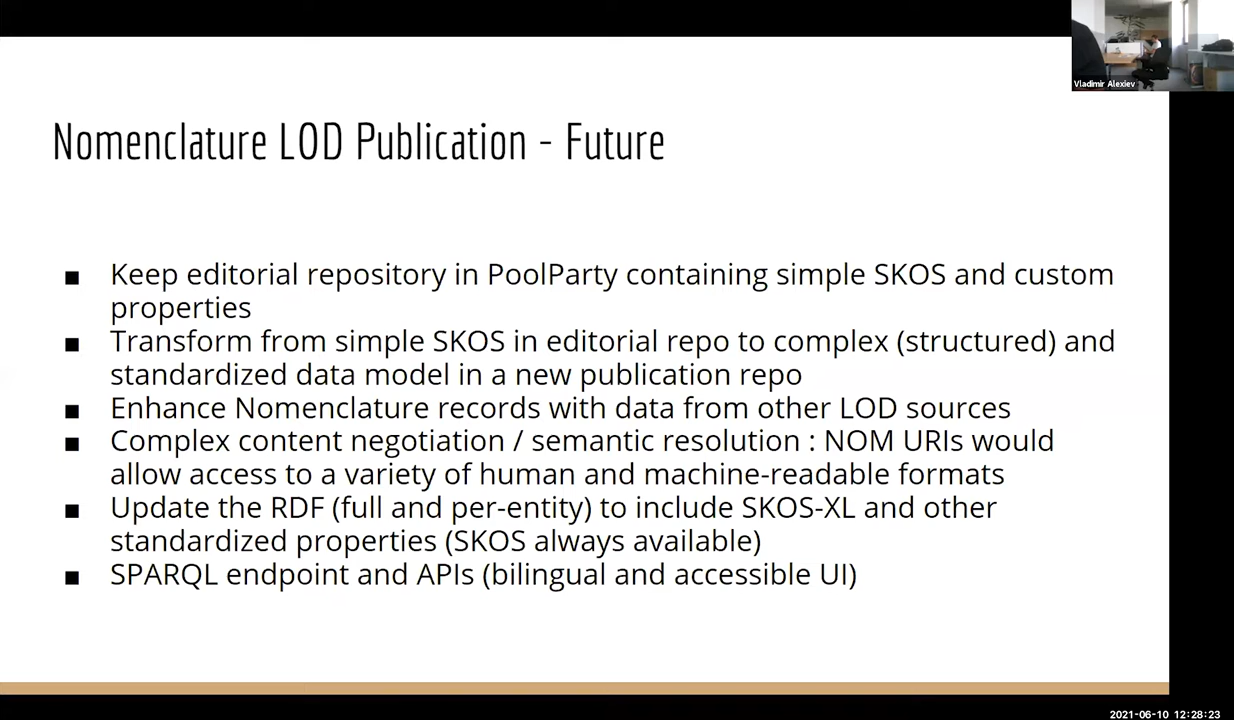 Vladimir Alexiev
Nomenclature LOD Publication - Future
■ Keep editorial repository in PoolParty containing simple SKOS and custom
properties
■ Transform from simple SKOS in editorial repo to complex (structured) and
standardized data model in a new publication repo
■ Enhance Nomenclature records with data from other LOD sources
■ Complex content negotiation / semantic resolution : NOM URIs would
allow access to a variety of human and machine-readable formats
■ Update the RDF (full and per-entity) to include SKOS-XL and other
standardized properties (SKOS always available)
■ SPARQL endpoint and APIs (bilingual and accessible UI)
2021-06-10 12:28:23